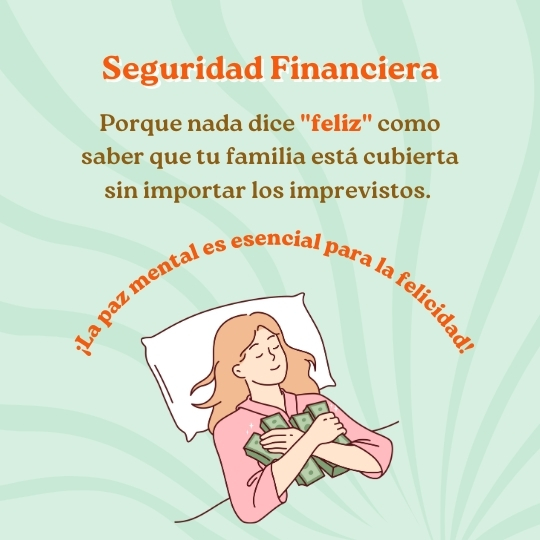 Seguridad Financiera
Porque nada dice "feliz" como
saber que tu familia está cubierta
sin importar los imprevistos.
¡La paz mental es esencial para la felicidad!